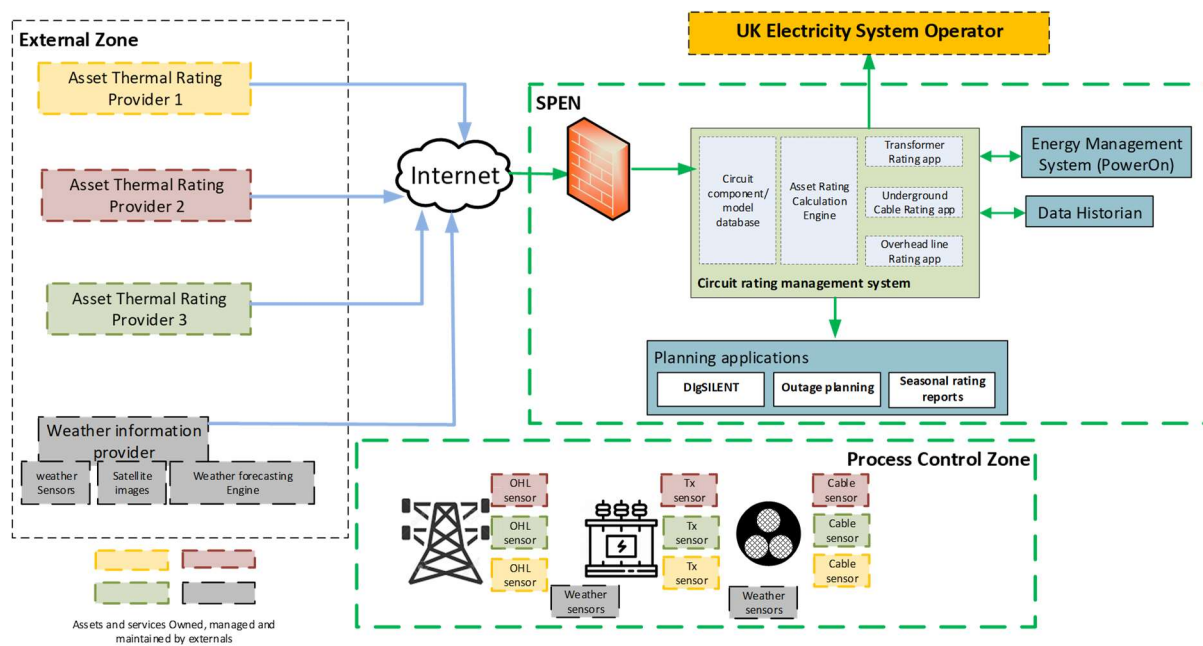 External Zone
Asset Thermal Rating
Provider 1
Asset Thermal Rating
Provider 2
Asset Thermal Rating
Provider 3
Weather information
provider
weather
Sensors
Satellite
images
Weather forecasting
Engine
Assets and services Owned, managed and
maintained by externals
Internet
UK Electricity System Operator
SPEN
Circuit
component/
model
database
Asset Rating
Calculation
Engine
Transformer
Rating app
Underground
Cable Rating app
Overhead line
Rating app
Circuit rating management system
Energy Management
System (PowerOn)
Data Historian
Planning applications
DIgSILENT
Outage planning
Seasonal rating
reports
Process Control Zone
OHL
sensor
OHL
sensor
OHL
sensor
Weather
sensors
Tx
sensor
Tx
sensor
Tx
sensor
Weather
sensors
Cable
sensor
Cable
sensor
Cable
sensor